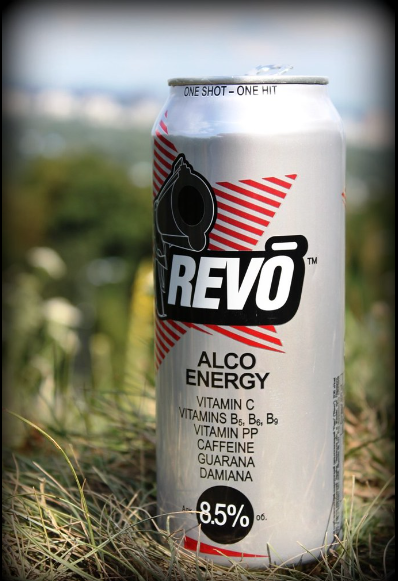 ONE SHOT – ONE HIT
REVŌ™
ALCO
ENERGY
VITAMIN C
VITAMINS B₅, B₆, B₉
VITAMIN PP
CAFFEINE
GUARANA
DAMIANA
8.5% об.